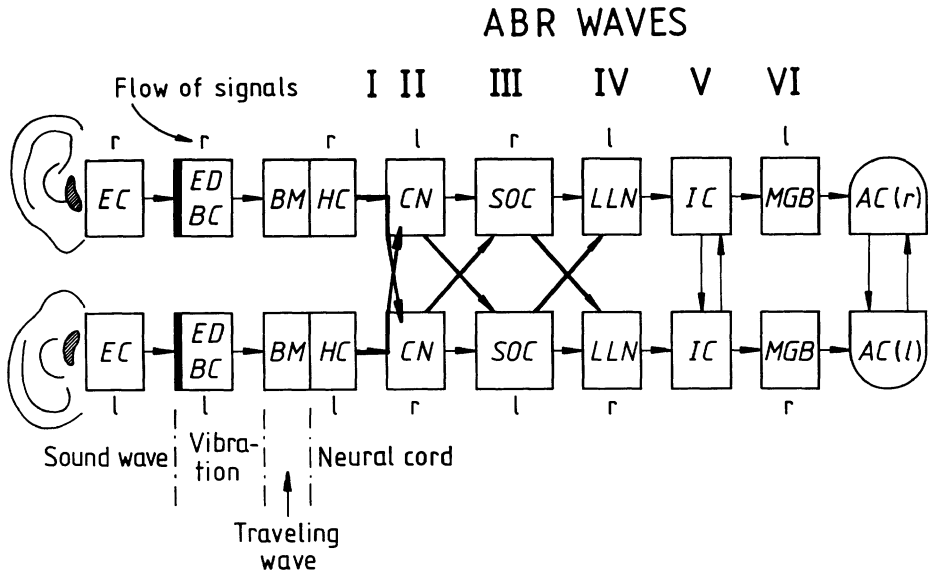 ABR WAVES
Flow of signals
I II III IV V VI
r r r l r l l
EC ED BC BM HC CN SOC LLN IC MGB AC(r)
EC ED BC BM HC CN SOC LLN IC MGB AC(l)
l l l r l r r
Sound wave Vibra-tion Neural cord
Traveling
wave